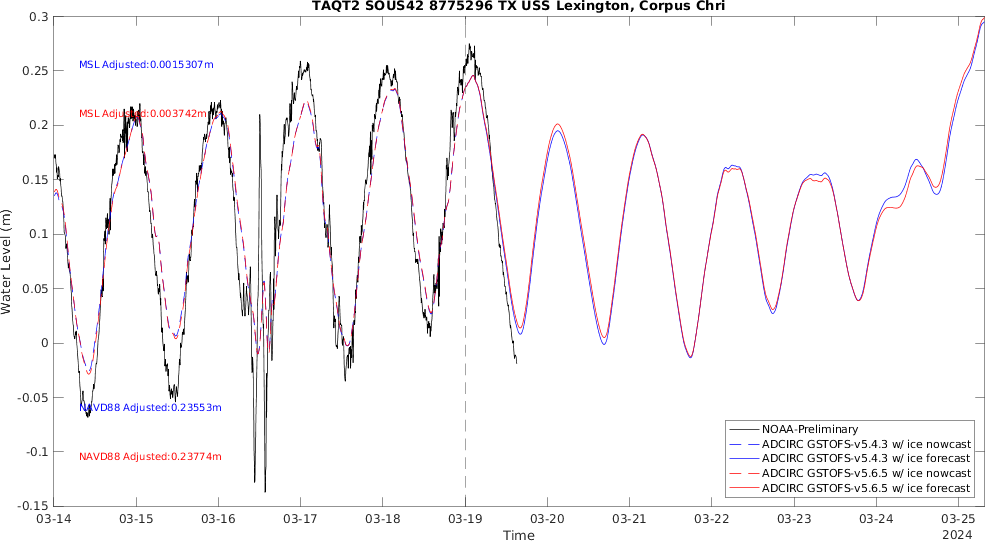 TAQT2 SOUS42 8775296 TX USS Lexington, Corpus Chri
0.3
0.25
0.2
0.15
0.1
0.05
0
-0.05
-0.1
-0.15
Water Level (m)
MSL Adjusted:0.0015307m
MSL Adjusted:0.003742m
NAVD88 Adjusted:0.23553m
NAVD88 Adjusted:0.23774m
NOAA-Preliminary
ADCIRC GSTOFS-v5.4.3 w/ ice nowcast
ADCIRC GSTOFS-v5.4.3 w/ ice forecast
ADCIRC GSTOFS-v5.6.5 w/ ice nowcast
ADCIRC GSTOFS-v5.6.5 w/ ice forecast
03-14 03-15 03-16 03-17 03-18 03-19 03-20 03-21 03-22 03-23 03-24 03-25
Time
2024